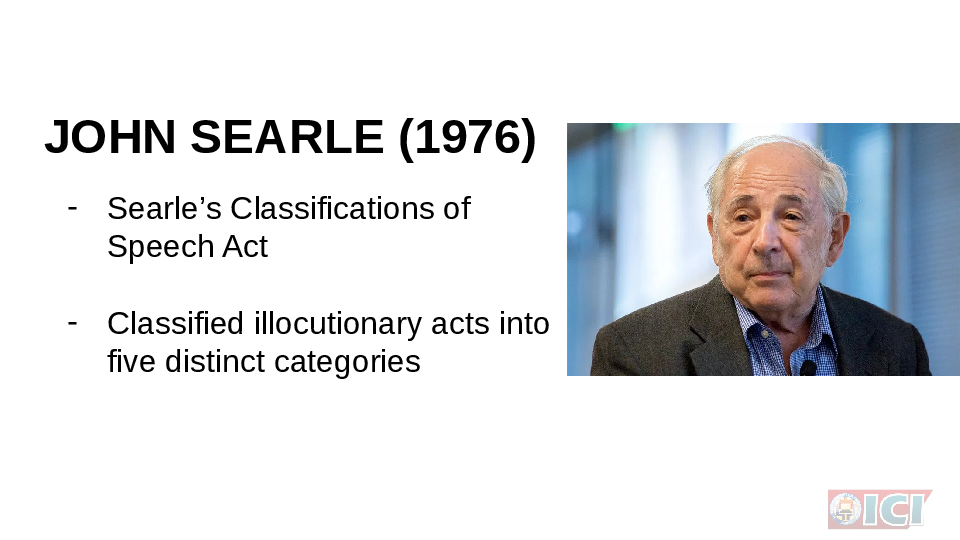 JOHN SEARLE (1976)
- Searle’s Classifications of
Speech Act
- Classified illocutionary acts into
five distinct categories
ICI